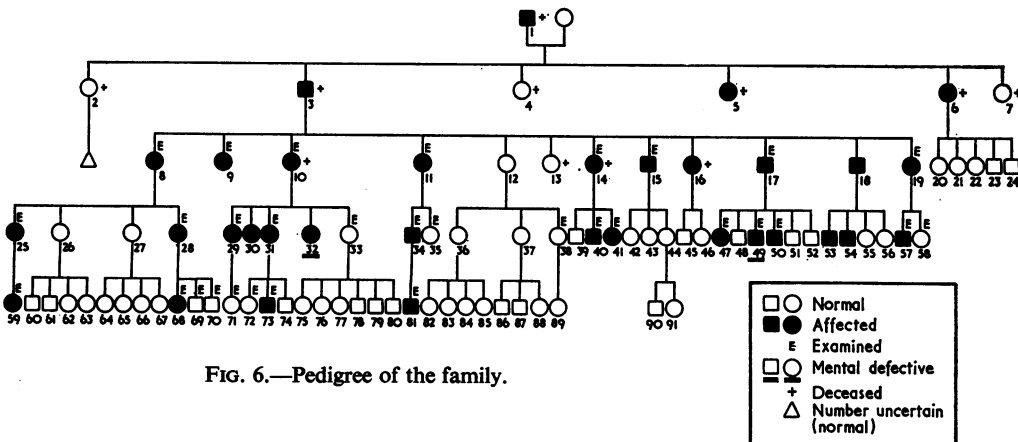 1 +
2 + 3 + 4 + 5 + 6 + 7 +
E E E E E E E E
8 9 10 + 11 12 13 + 14 + 15 16 + 17 18 19 20 21 22 23 24
E E E E E E E E E E E E E E E E E
25 26 27 28 29 30 31 32 33 34 35 36 37 38 39 40 41 42 43 44 45 46 47 48 49 50 51 52 53 54 55 56 57 58
E E E E E E E
59 60 61 62 63 64 65 66 67 68 69 70 71 72 73 74 75 76 77 78 79 80 81 82 83 84 85 86 87 88 89 90 91
Normal
Affected
E Examined
Mental defective
+ Deceased
Number uncertain
(normal)
FIG. 6.—Pedigree of the family.